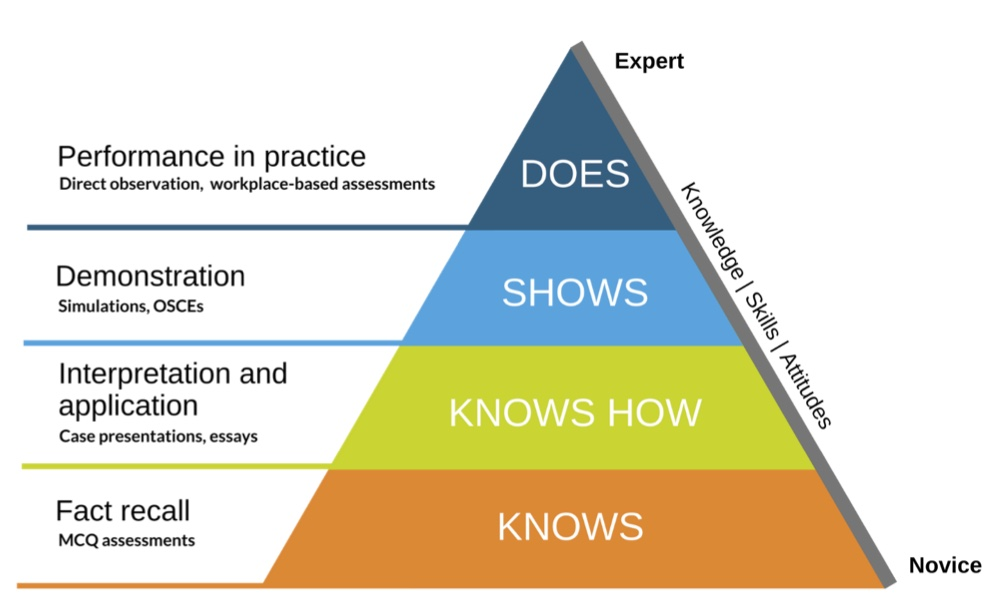 Expert
Performance in practice
Direct observation, workplace-based assessments
DOES
Knowledge | Skills | Attitudes
Demonstration
Simulations, OSCEs
SHOWS
Interpretation and
application
Case presentations, essays
KNOWS HOW
Fact recall
MCQ assessments
KNOWS
Novice